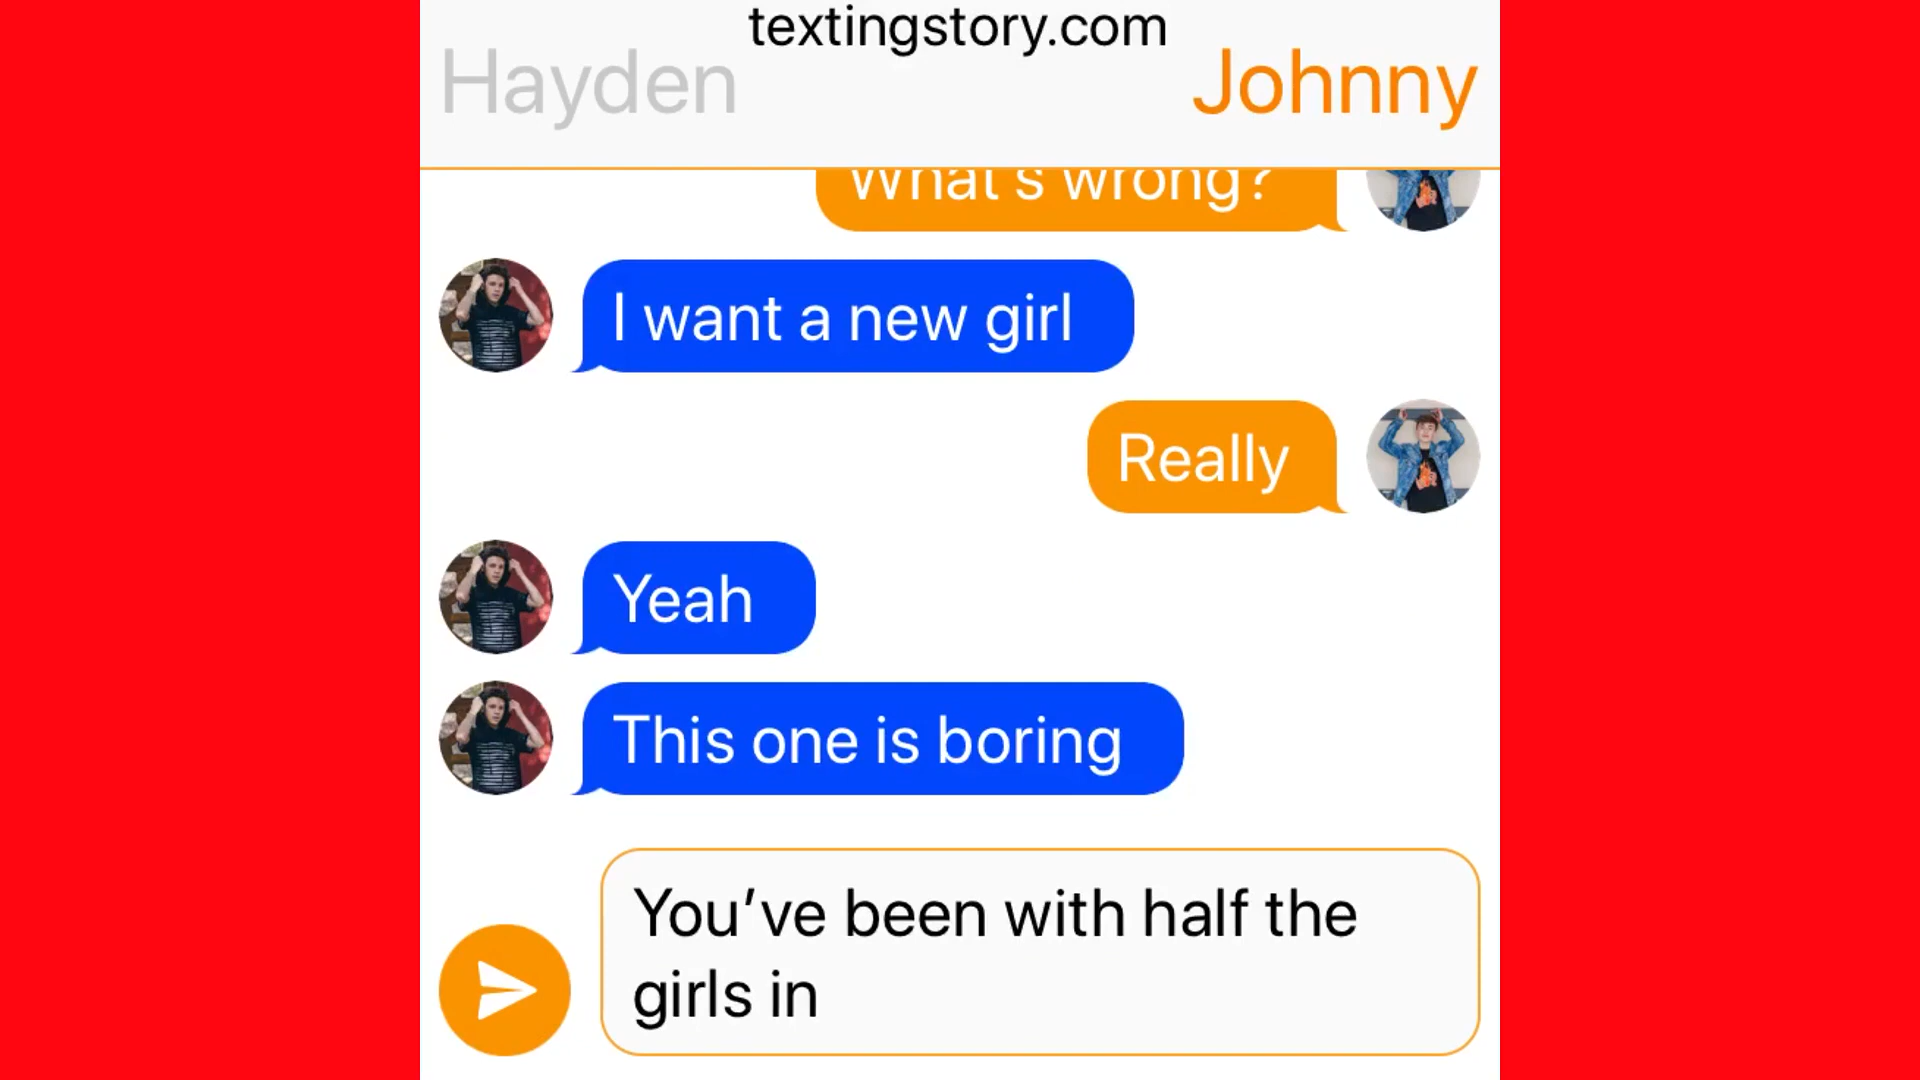 textingstory.com
Hayden
Johnny
What's wrong?
I want a new girl
Really
Yeah
This one is boring
You’ve been with half the
girls in